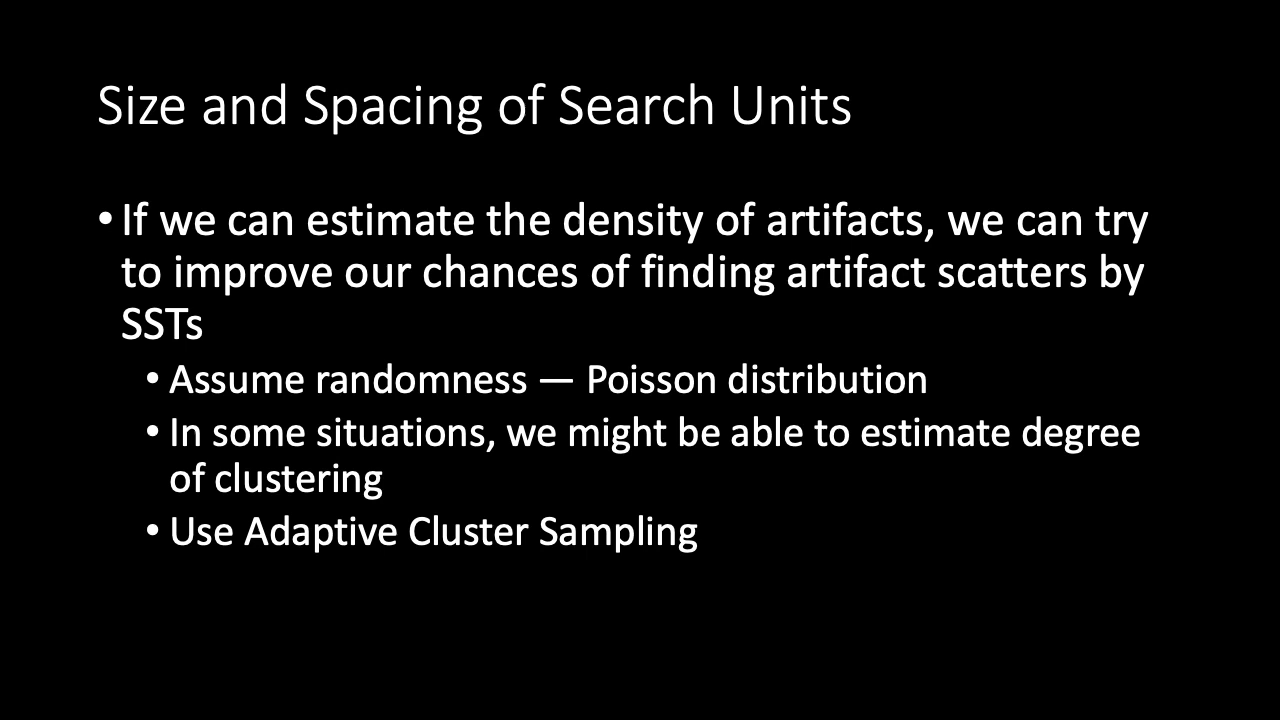 Size and Spacing of Search Units
• If we can estimate the density of artifacts, we can try
to improve our chances of finding artifact scatters by
SSTs
• Assume randomness — Poisson distribution
• In some situations, we might be able to estimate degree
of clustering
• Use Adaptive Cluster Sampling